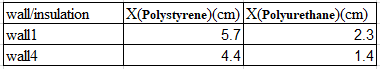 wall/insulation X(Polystyrene)(cm) X(Polyurethane)(cm)
wall1 5.7 2.3
wall4 4.4 1.4